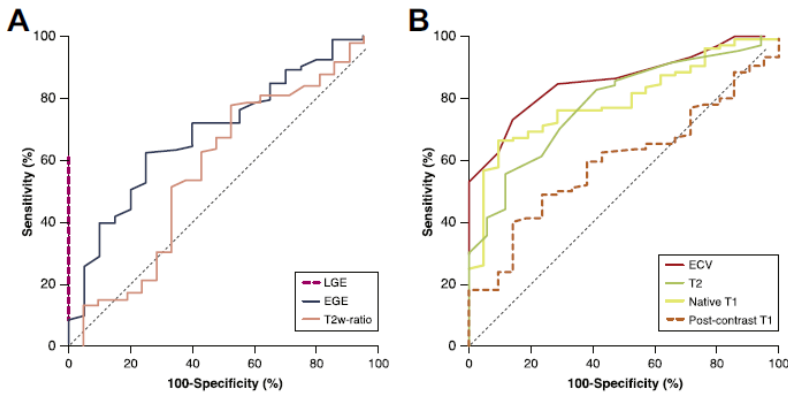 A
100
80
60
40
20
0
0 20 40 60 80 100
Sensitivity (%)
100-Specificity (%)
LGE
EGE
T2w-ratio
B
100
80
60
40
20
0
0 20 40 60 80 100
Sensitivity (%)
100-Specificity (%)
ECV
T2
Native T1
Post-contrast T1